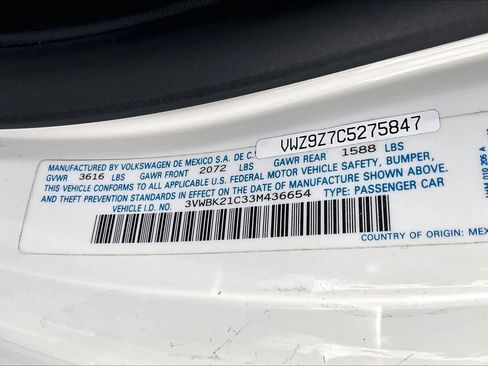 VWZ9Z7C5275847
MANUFACTURED BY VOLKSWAGEN DE MEXICO S.A. DE C.
GVWR 3616 LBS GAWR FRONT 2072 LBS GAWR REAR 1588 LBS
THIS VEHICLE CONFORMS TO ALL APPLICABLE U.S. FEDERAL MOTOR VEHICLE SAFETY, BUMPER,
AND THEFT PREVENTION STANDARDS IN EFFECT ON THE DATE OF MANUFACTURE SHOWN ABOVE.
VEHICLE I.D. NO. 3VWBK21C33M436654 TYPE: PASSENGER CAR
COUNTRY OF ORIGIN: MEX